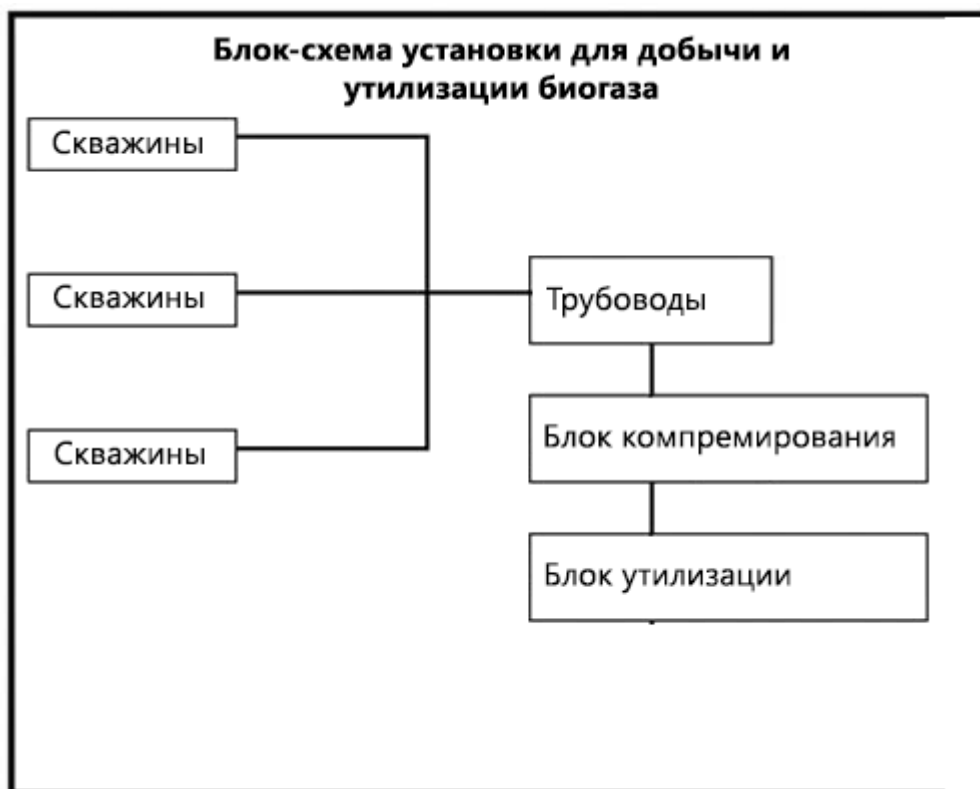 Блок-схема установки для добычи и
утилизации биогаза
Скважины
Скважины
Трубоводы
Блок компремирования
Скважины
Блок утилизации